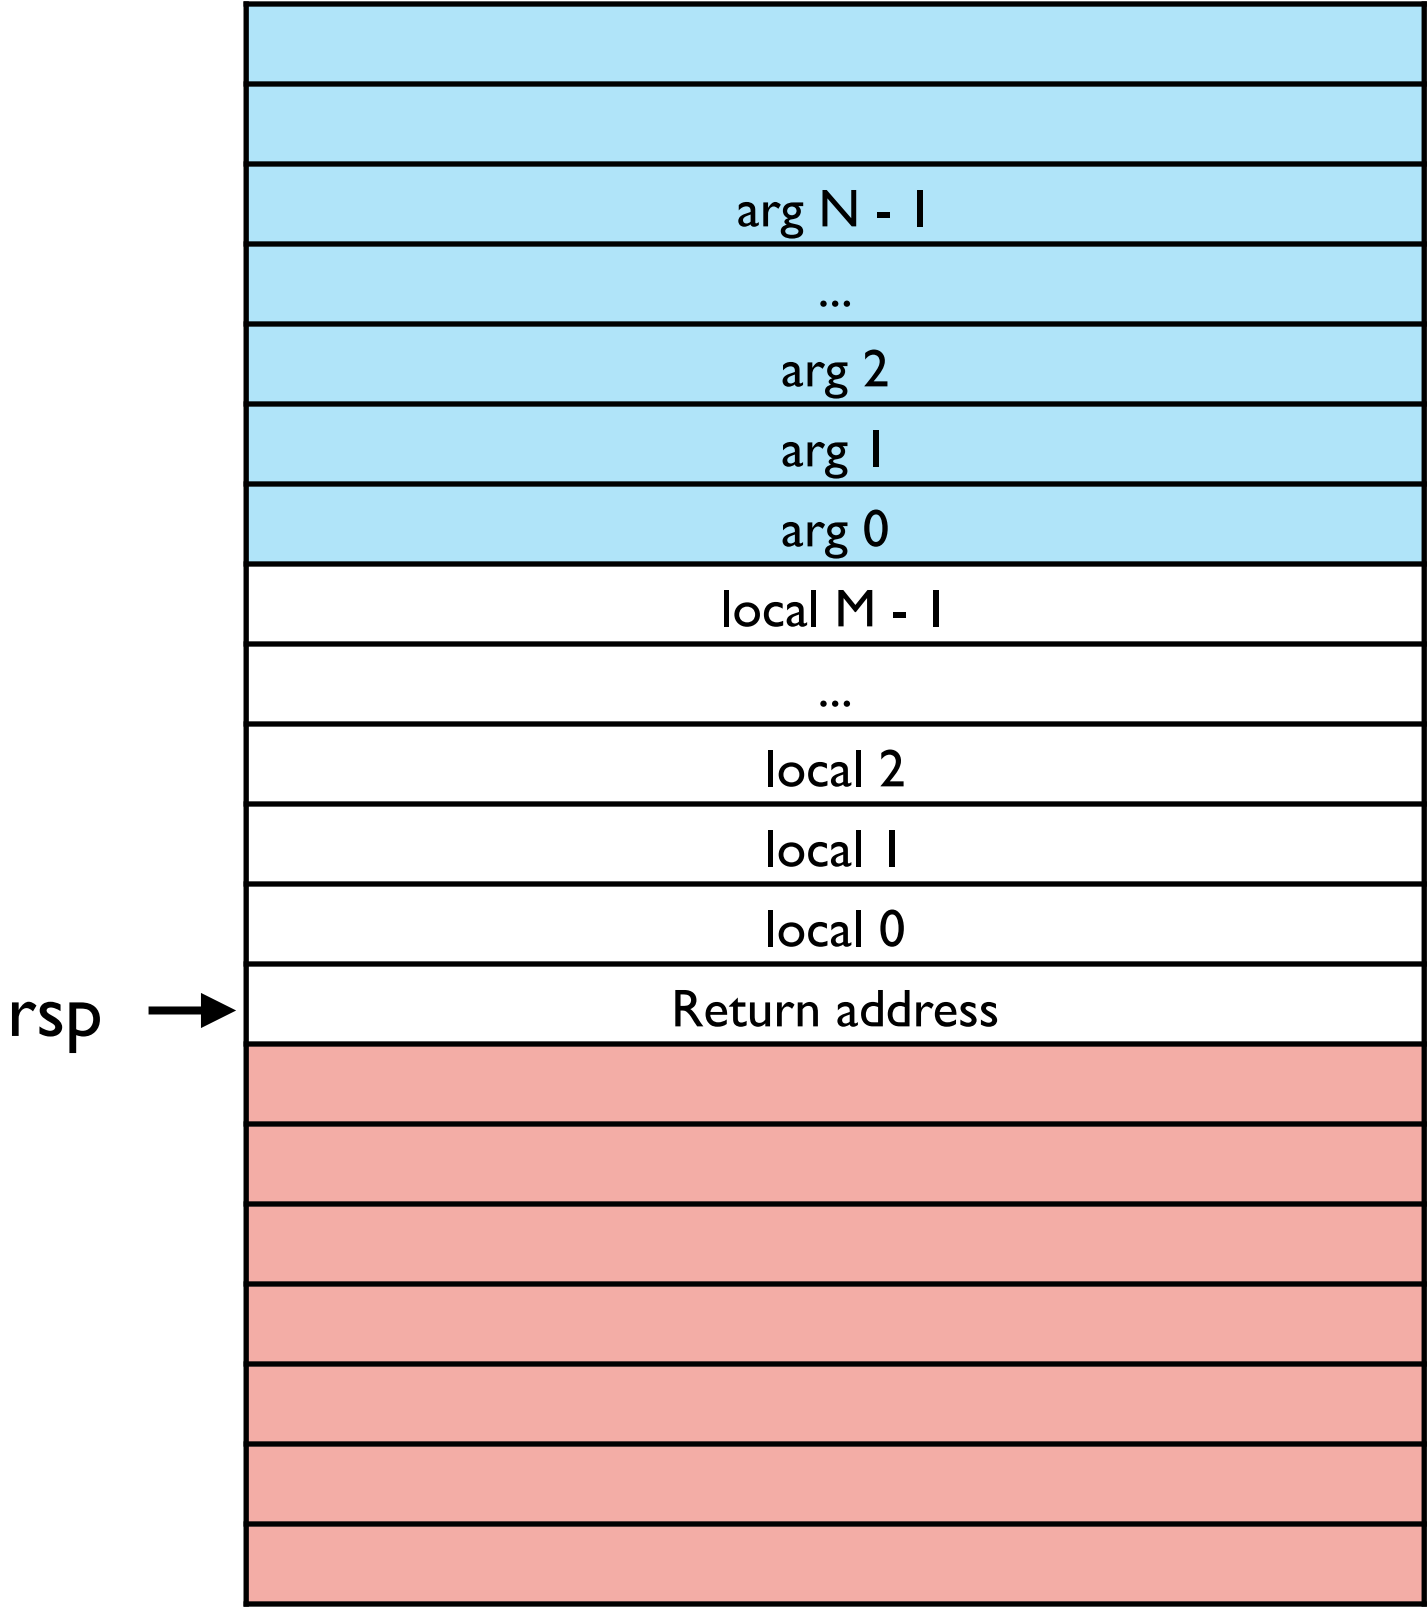 arg N - 1
...
arg 2
arg 1
arg 0
local M - 1
...
local 2
local 1
local 0
rsp
Return address